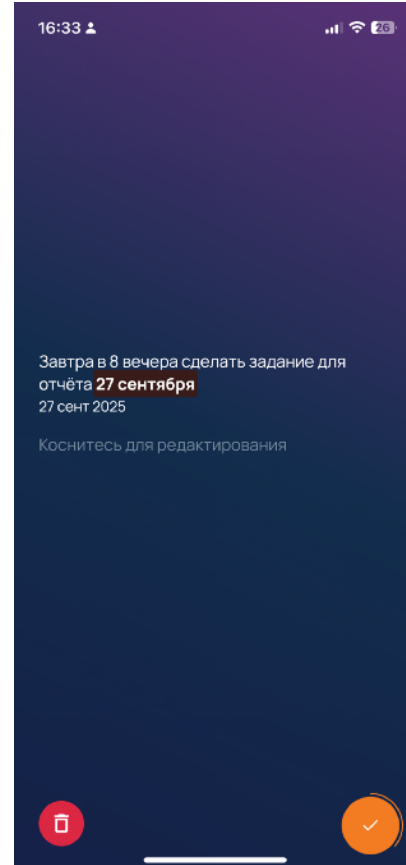 16:33
26
Завтра в 8 вечера сделать задание для
отчёта 27 сентября
27 сент 2025
Коснитесь для редактирования